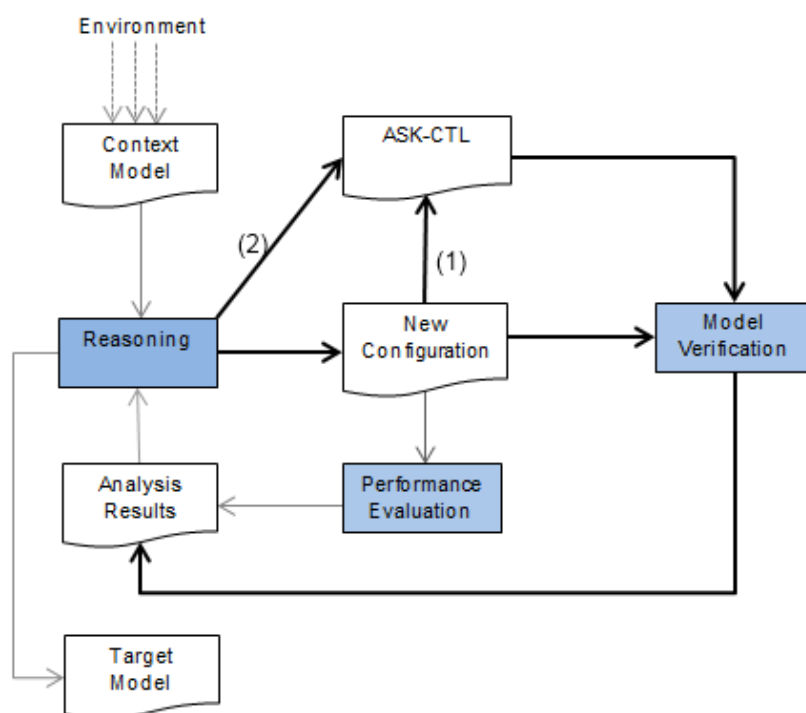 Environment
Context
Model
ASK-CTL
(2)
(1)
Reasoning
New
Configuration
Model
Verification
Analysis
Results
Performance
Evaluation
Target
Model